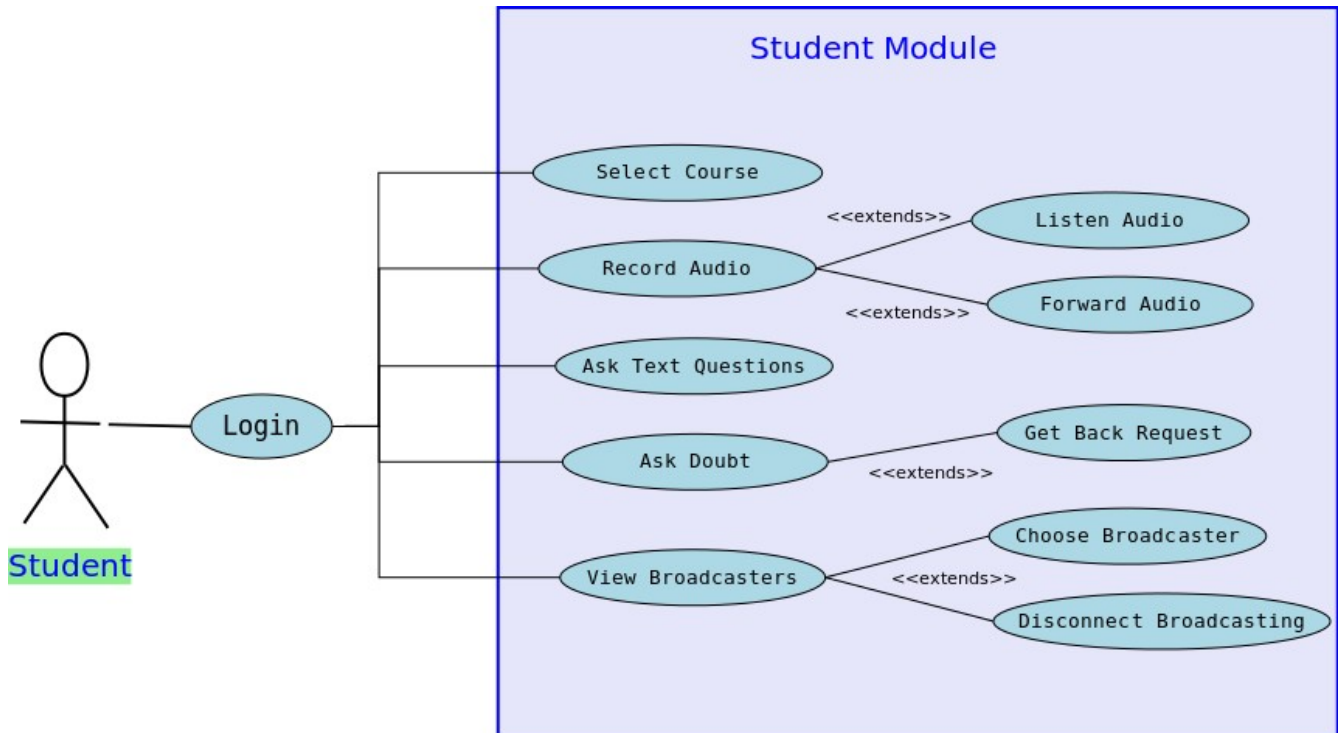 Student Module
Select Course
<<extends>>
Listen Audio
Record Audio
<<extends>>
Forward Audio
Ask Text Questions
Login
Ask Doubt
Get Back Request
<<extends>>
Student
View Broadcasters
Choose Broadcaster
<<extends>>
Disconnect Broadcasting